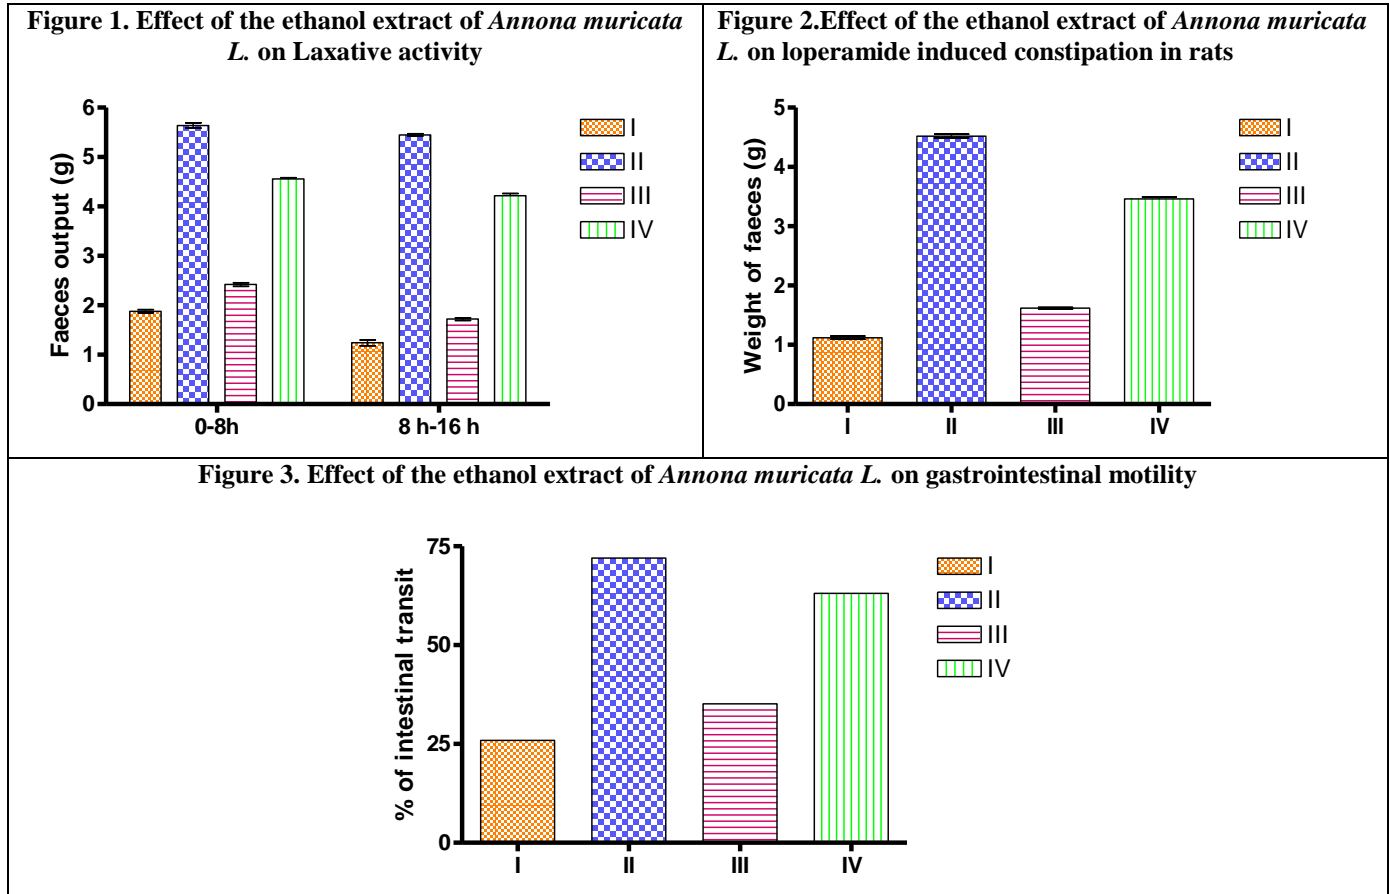 Figure 1. Effect of the ethanol extract of Annona muricata
L. on Laxative activity
Faeces output (g)
6
5
4
3
2
1
0
0-8h
8 h-16 h
I
II
III
IV
Figure 2.Effect of the ethanol extract of Annona muricata
L. on loperamide induced constipation in rats
Weight of faeces (g)
5
4
3
2
1
0
I
II
III
IV
I
II
III
IV
Figure 3. Effect of the ethanol extract of Annona muricata L. on gastrointestinal motility
% of intestinal transit
75
50
25
0
I
II
III
IV
I
II
III
IV